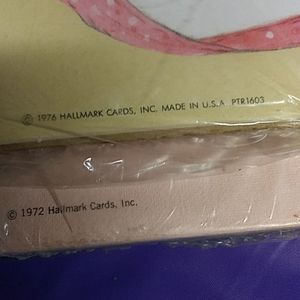 © 1976 HALLMARK CARDS, INC. MADE IN U.S.A. PTR1603
© 1972 Hallmark Cards, Inc.